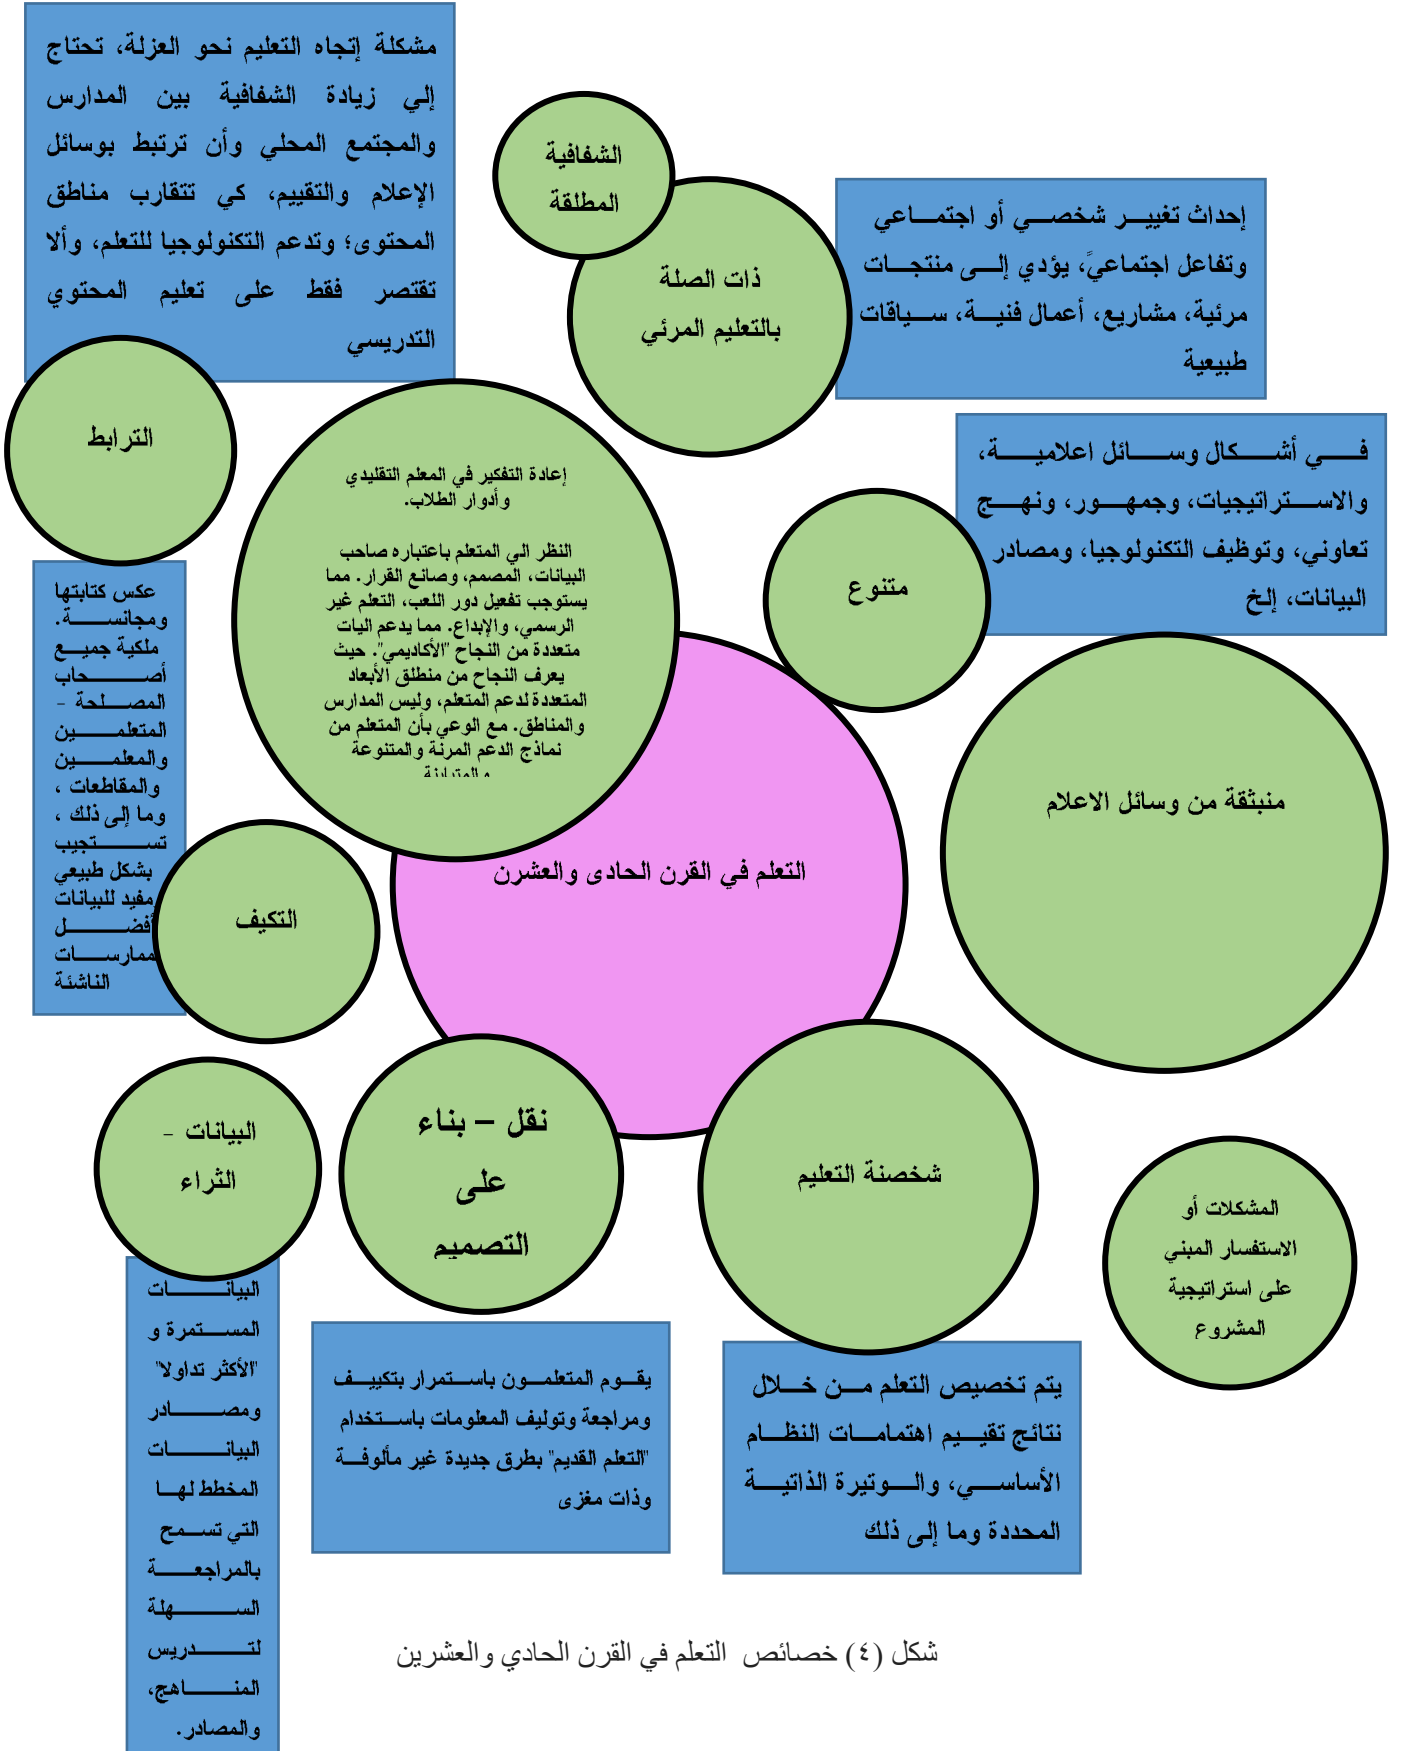 مشكلة إتجاه التعليم نحو العزلة، تحتاج
إلي زيادة الشفافية بين المدارس
والمجتمع المحلي وأن ترتبط بوسائل
الإعلام والتقييم، كي تتقارب مناطق
المحتوى؛ وتدعم التكنولوجيا للتعلم، وألا
تقتصر فقط على تعليم المحتوي
التدريسي
الشفافية
المطلقة
ذات الصلة
بالتعليم المرئي
إحداث تغيير شخصي أو اجتماعي
وتفاعل اجتماعيً، يؤدي إلى منتجات
مرئية، مشاريع، أعمال فنية، سياقات
طبيعية
الترابط
إعادة التفكير في المعلم التقليدي
وأدوار الطلاب.
النظر الي المتعلم باعتباره صاحب
البيانات، المصمم، وصانع القرار. مما
يستوجب تفعيل دور اللعب، التعلم غير
الرسمي، والإبداع. مما يدعم اليات
متعددة من النجاح "الأكاديمي". حيث
يعرف النجاح من منطلق الأبعاد
المتعددة لدعم المتعلم، وليس المدارس
والمناطق. مع الوعي بأن المتعلم من
نماذج الدعم المرنة والمتنوعة
في أشكال وسائل اعلامية،
والاستراتيجيات، وجمهور، ونهج
تعاوني، وتوظيف التكنولوجيا، ومصادر
البيانات، إلخ
متنوع
عكس كتابتها
ومجانسة.
ملكية جميع
أصحاب
المصلحة -
المتعلمين
والمعلمين
والمقاطعات ،
وما إلى ذلك ،
تستجيب
بشكل طبيعي
مفيد للبيانات
أفضل
ممارسات
الناشئة
منبثقة من وسائل الاعلام
التعلم في القرن الحادى والعشرن
التكيف
البيانات -
الثراء
نقل – بناء
على
التصميم
شخصنة التعليم
المشكلات أو
الاستفسار المبني
على استراتيجية
المشروع
البيانات
المستمرة و
"الأكثر تداولا"
ومصادر
البيانات
المخطط لها
التي تسمح
بالمراجعة
السهلة
لتدريس
المناهج،
والمصادر.
يقوم المتعلمون باستمرار بتكييف
ومراجعة وتوليف المعلومات باستخدام
"التعلم القديم" بطرق جديدة غير مألوفة
وذات مغزى
يتم تخصيص التعلم من خلال
نتائج تقييم اهتمامات النظام
الأساسي، والوتيرة الذاتية
المحددة وما إلى ذلك
شكل (٤) خصائص التعلم في القرن الحادي والعشرين